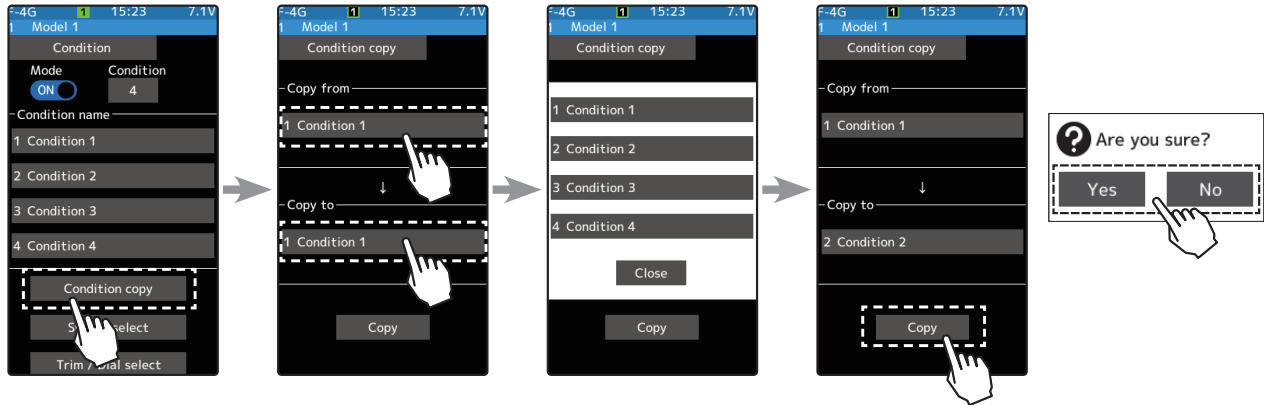 F-4G 1 15:23 7.1V
1 Model 1
Condition
Mode Condition
ON 4
Condition name
1 Condition 1
2 Condition 2
3 Condition 3
4 Condition 4
Condition copy
select
Trim / Dial select
F-4G 1 15:23 7.1V
1 Model 1
Condition copy
Copy from
1 Condition 1
↓
Copy to
1 Condition 1
Copy
F-4G 1 15:23 7.1V
1 Model 1
Condition copy
1 Condition 1
2 Condition 2
3 Condition 3
4 Condition 4
Close
Copy
F-4G 1 15:23 7.1V
1 Model 1
Condition copy
Copy from
1 Condition 1
↓
Copy to
2 Condition 2
Copy
? Are you sure?
Yes No